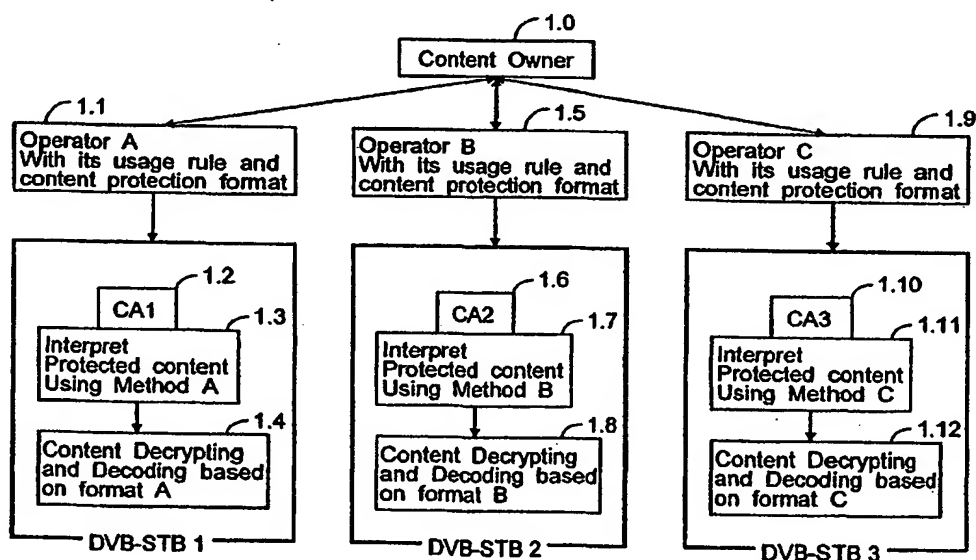 1.0
Content Owner
1.1
Operator A
With its usage rule and
content protection format
1.5
Operator B
With its usage rule and
content protection format
1.9
Operator C
With its usage rule and
content protection format
1.2
CA1
1.3
Interpret
Protected content
Using Method A
1.4
Content Decrypting
and Decoding based
on format A
DVB-STB 1
1.6
CA2
1.7
Interpret
Protected content
Using Method B
1.8
Content Decrypting
and Decoding based
on format B
DVB-STB 2
1.10
CA3
1.11
Interpret
Protected content
Using Method C
1.12
Content Decrypting
and Decoding based
on format C
DVB-STB 3